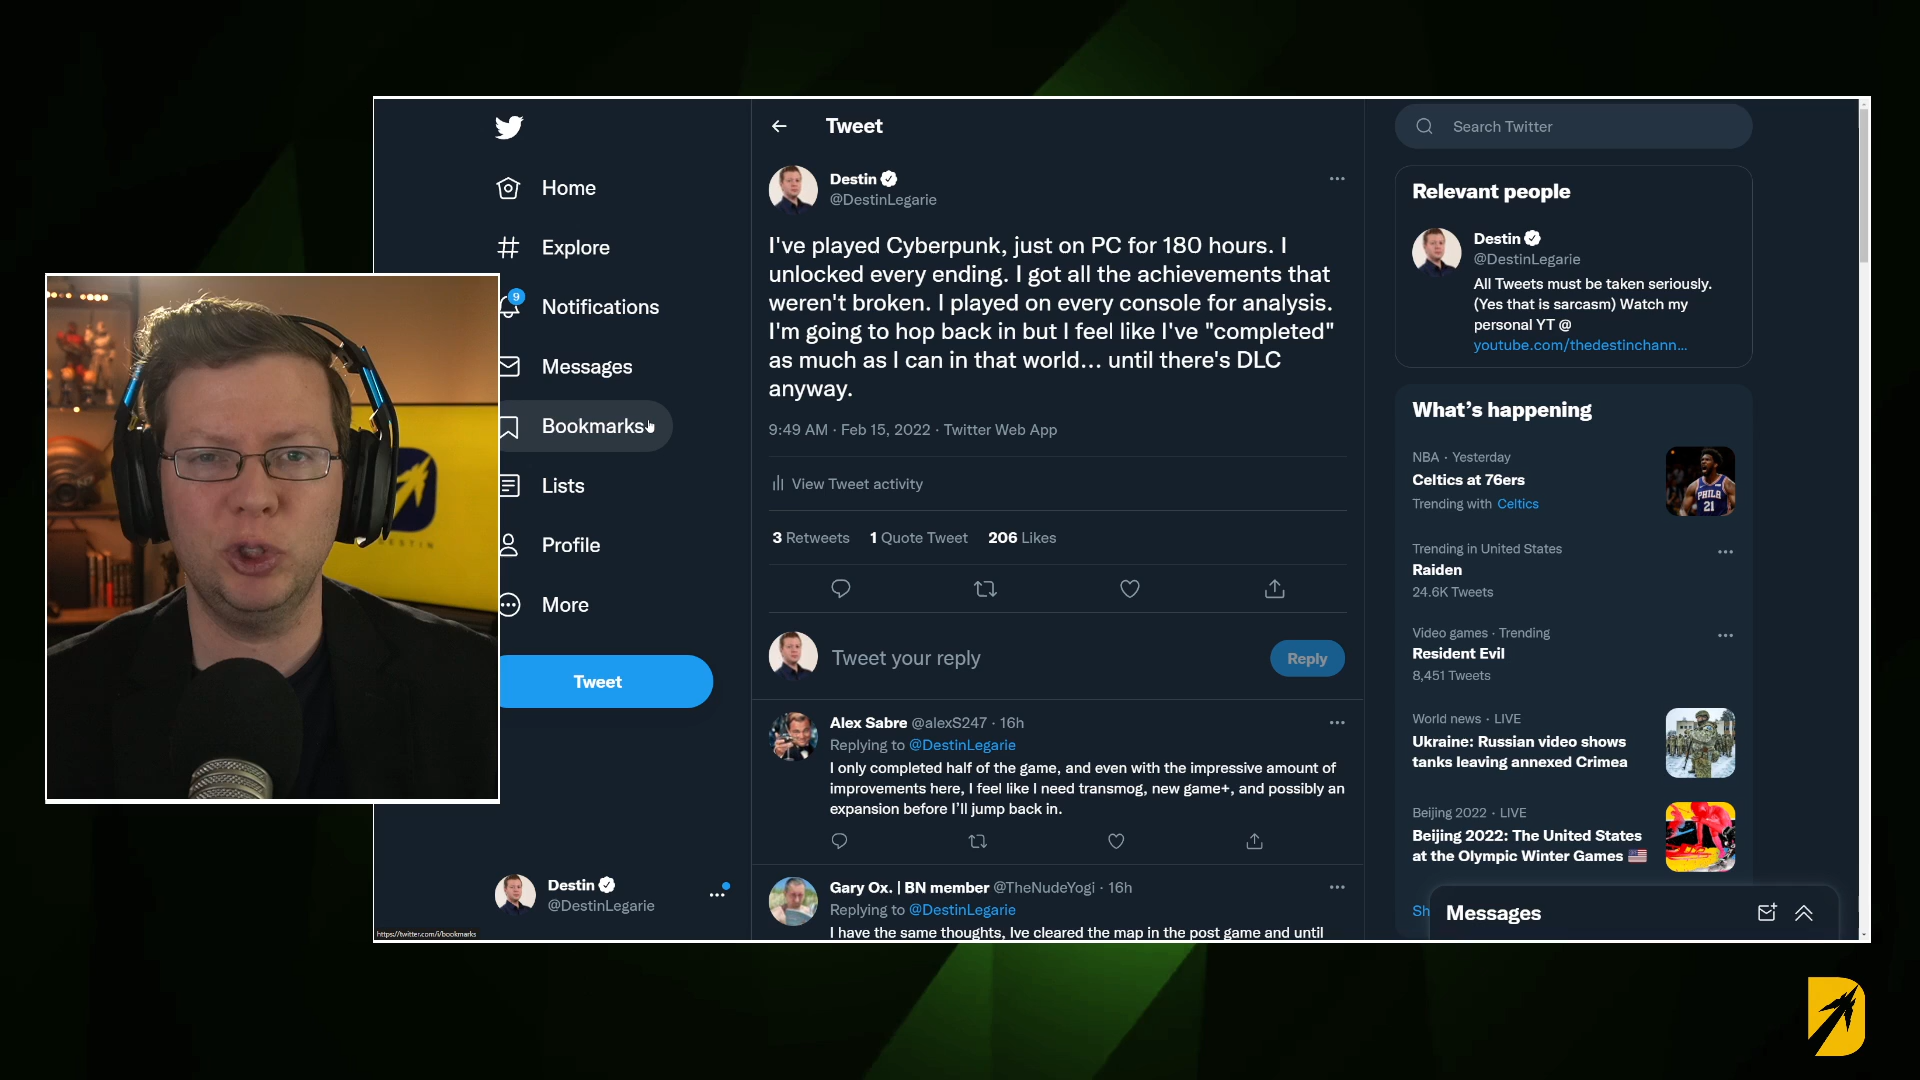 Home
Explore
9
Notifications
Messages
Bookmarks
Lists
Profile
More
Tweet
Destin
@DestinLegarie
https://twitter.com/i/bookmarks
DESTIN
Tweet
Destin
@DestinLegarie
I've played Cyberpunk, just on PC for 180 hours. I
unlocked every ending. I got all the achievements that
weren't broken. I played on every console for analysis.
I'm going to hop back in but I feel like I've "completed"
as much as I can in that world... until there's DLC
anyway.
9:49 AM · Feb 15, 2022 · Twitter Web App
View Tweet activity
3 Retweets 1 Quote Tweet 206 Likes
Tweet your reply
Reply
Alex Sabre @alexS247 · 16h
Replying to @DestinLegarie
I only completed half of the game, and even with the impressive amount of
improvements here, I feel like I need transmog, new game+, and possibly an
expansion before I'll jump back in.
Gary Ox. | BN member @TheNudeYogi · 16h
Replying to @DestinLegarie
I have the same thoughts, Ive cleared the map in the post game and until
Search Twitter
Relevant people
Destin
@DestinLegarie
All Tweets must be taken seriously.
(Yes that is sarcasm) Watch my
personal YT @
youtube.com/thedestinchann...
What's happening
NBA · Yesterday
Celtics at 76ers
Trending with Celtics
PHILA
21
Trending in United States
Raiden
24.6K Tweets
Video games · Trending
Resident Evil
8,451 Tweets
World news · LIVE
Ukraine: Russian video shows
tanks leaving annexed Crimea
Beijing 2022 · LIVE
Beijing 2022: The United States
at the Olympic Winter Games
Sh
Messages